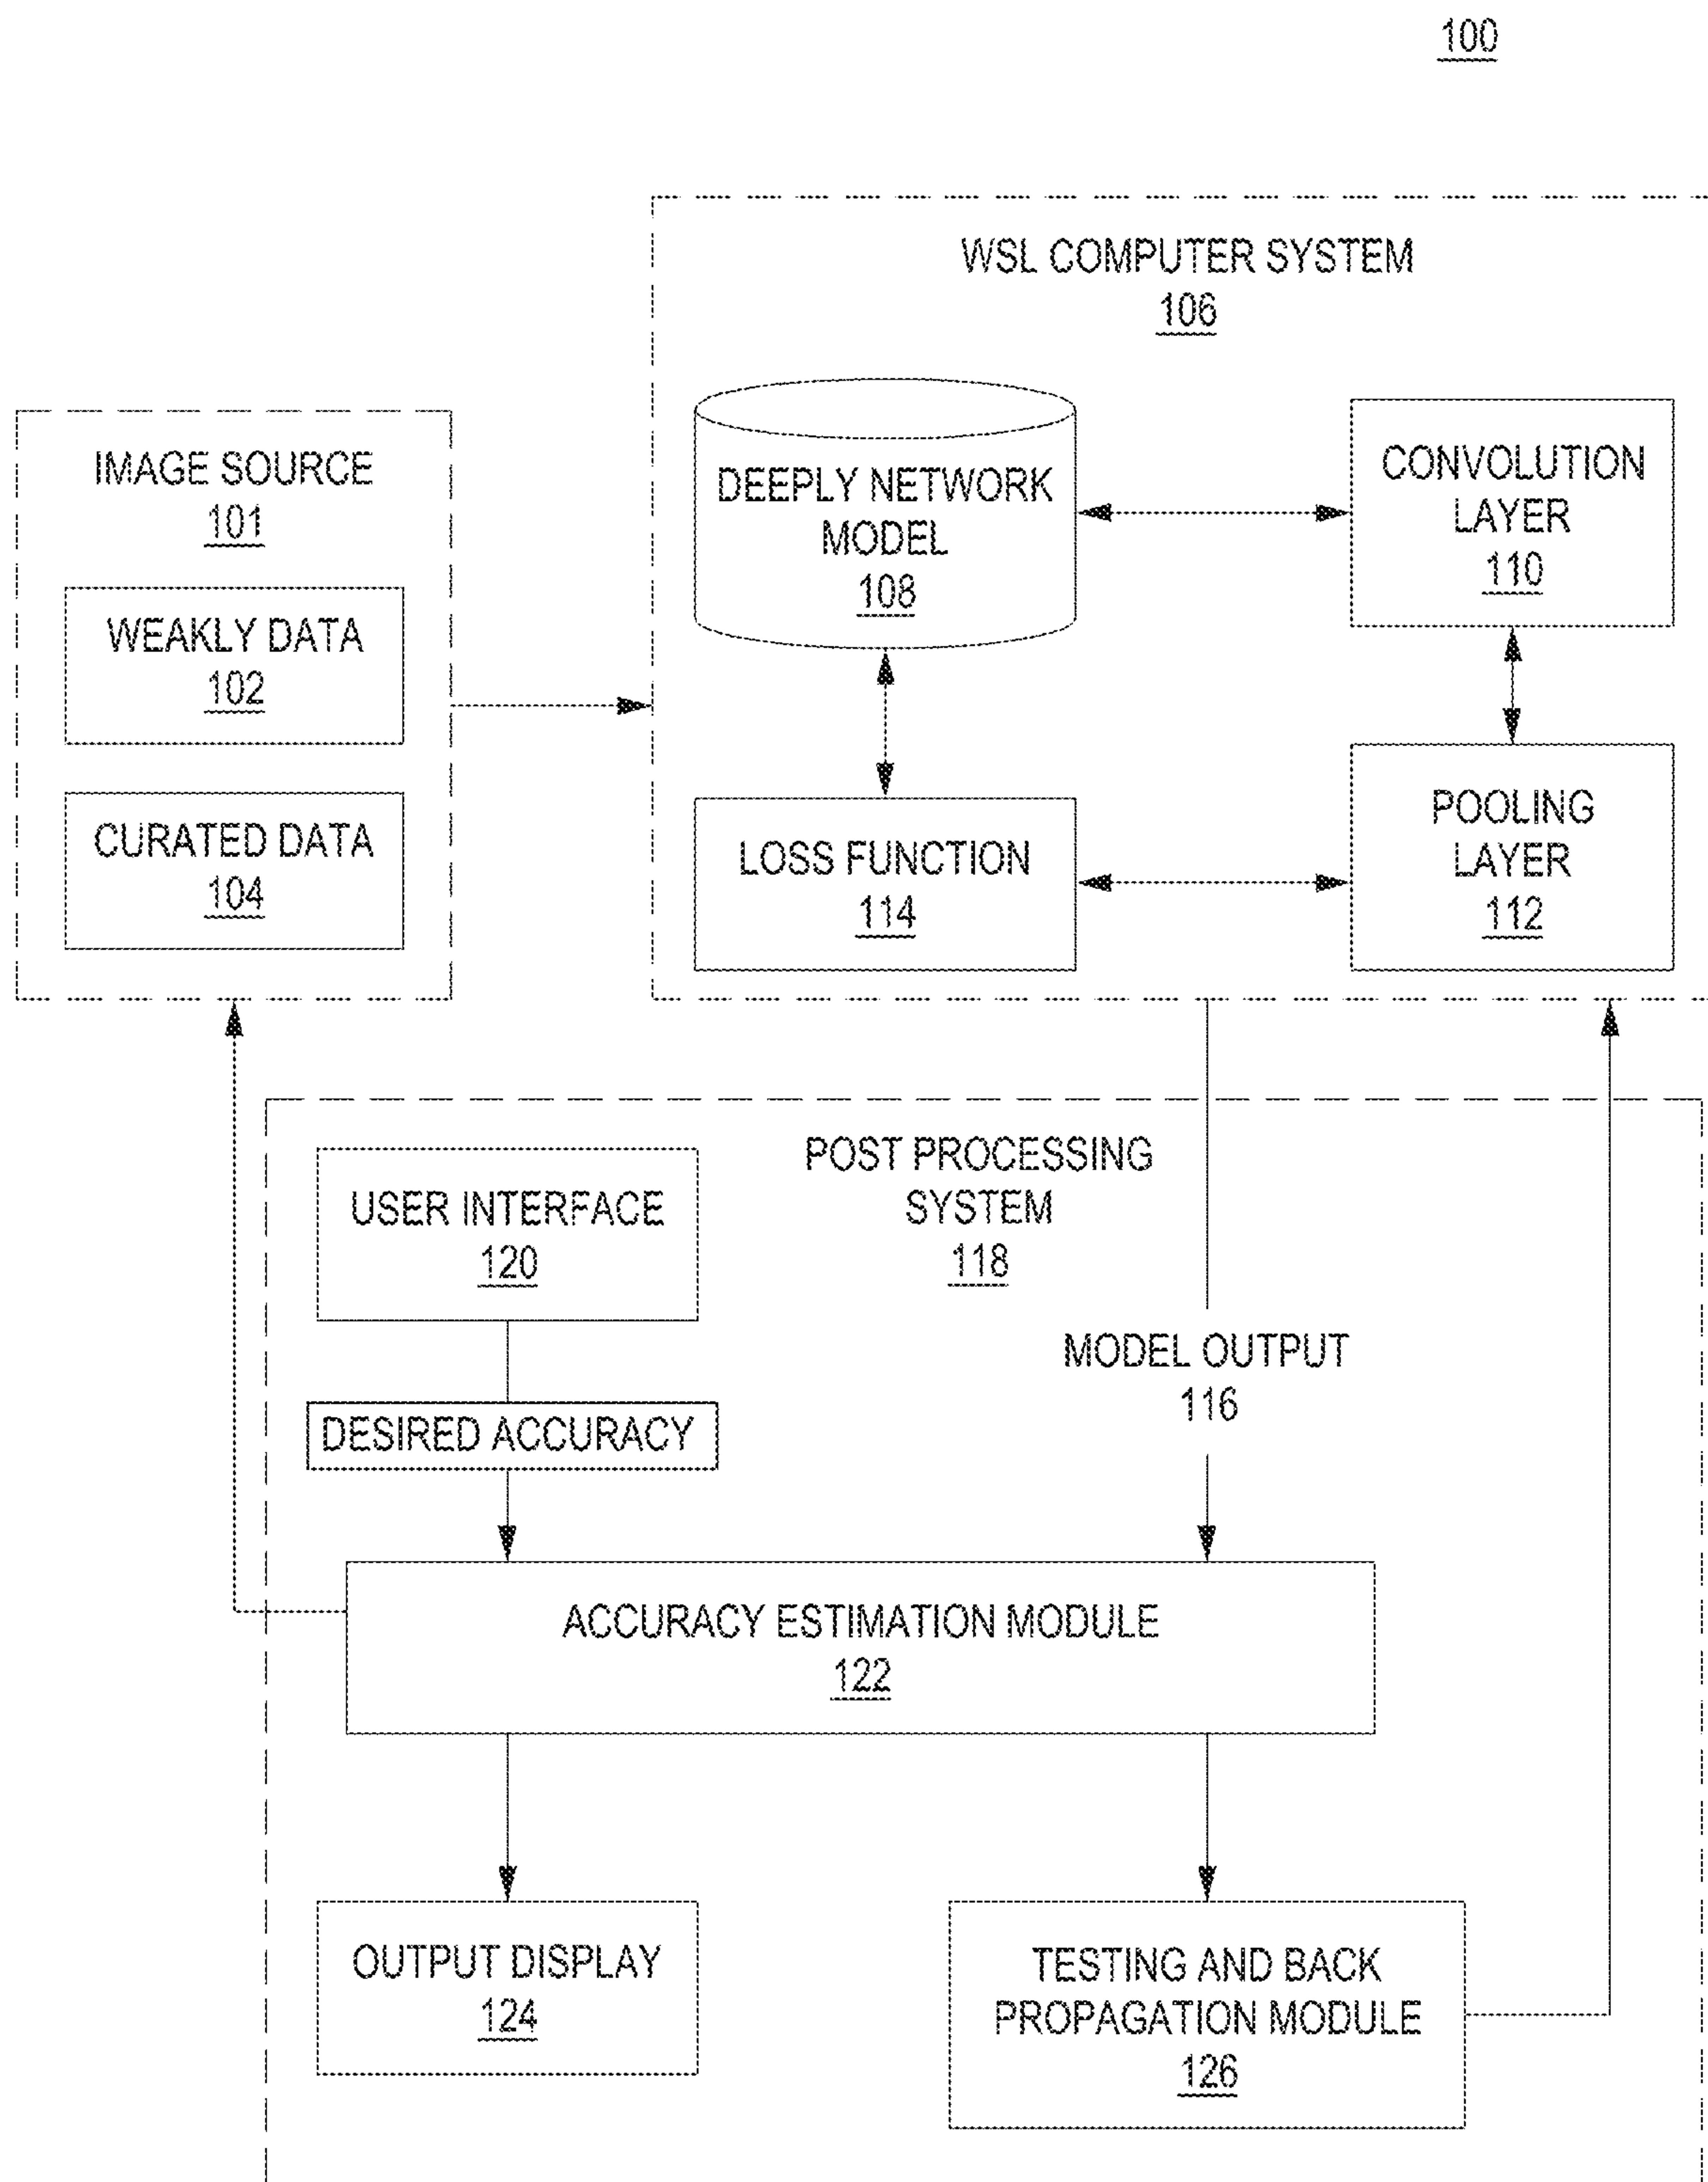 100
WSL COMPUTER SYSTEM
106
IMAGE SOURCE
101
WEAKLY DATA
102
CURATED DATA
104
DEEPLY NETWORK
MODEL
108
CONVOLUTION
LAYER
110
LOSS FUNCTION
114
POOLING
LAYER
112
POST PROCESSING
SYSTEM
118
USER INTERFACE
120
MODEL OUTPUT
116
DESIRED ACCURACY
ACCURACY ESTIMATION MODULE
122
OUTPUT DISPLAY
124
TESTING AND BACK
PROPAGATION MODULE
126